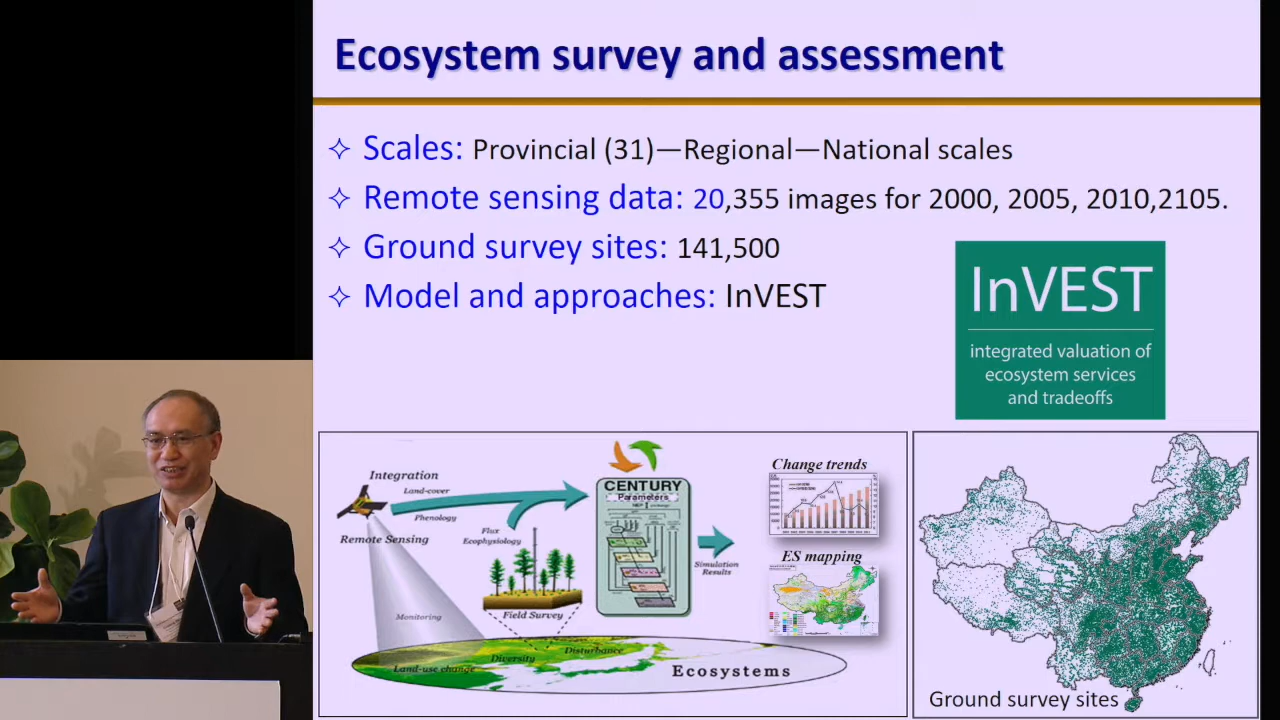 Ecosystem survey and assessment
Scales: Provincial (31)—Regional—National scales
Remote sensing data: 20,355 images for 2000, 2005, 2010,2105.
Ground survey sites: 141,500
Model and approaches: InVEST
InVEST
integrated valuation of
ecosystem services
and tradeoffs
Integration
Land-cover
Phenology
Remote Sensing
Flux
Ecophysiology
Monitoring
Field Survey
Land-use change
Diversity
Disturbance
Ecosystems
CENTURY
Parameters
Simulation
Results
Change trends
ES mapping
Ground survey sites